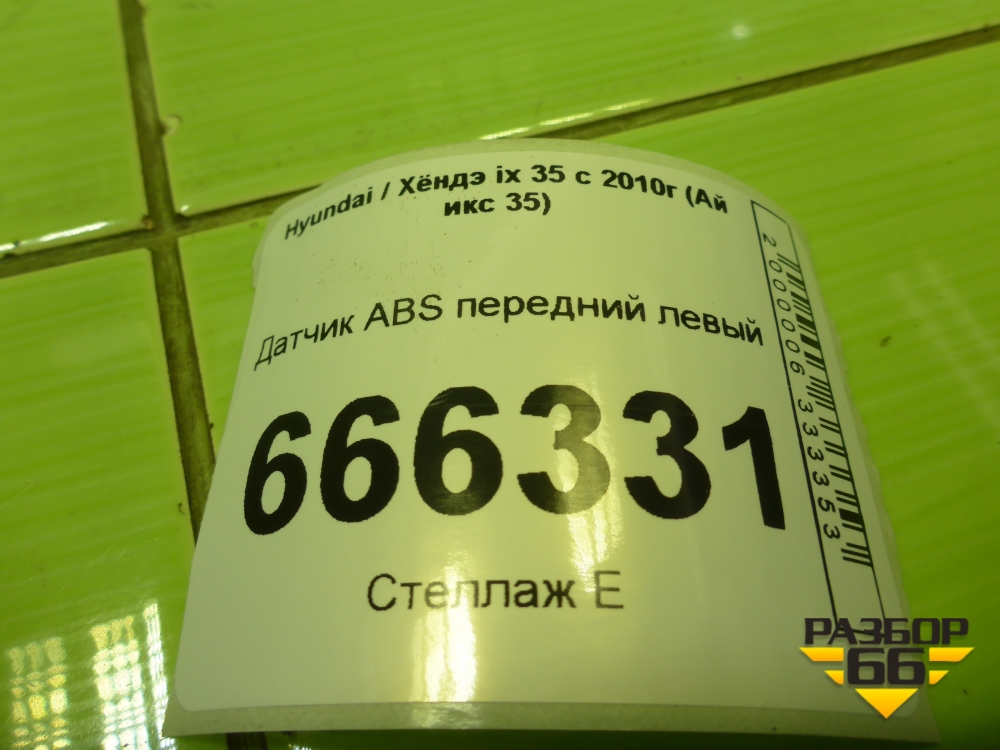 Hyundai / Хёндэ ix 35 с 2010г (Ай
икс 35)
Датчик ABS передний левый
666331
Стеллаж Е
2000006333353
РАЗБОР
66